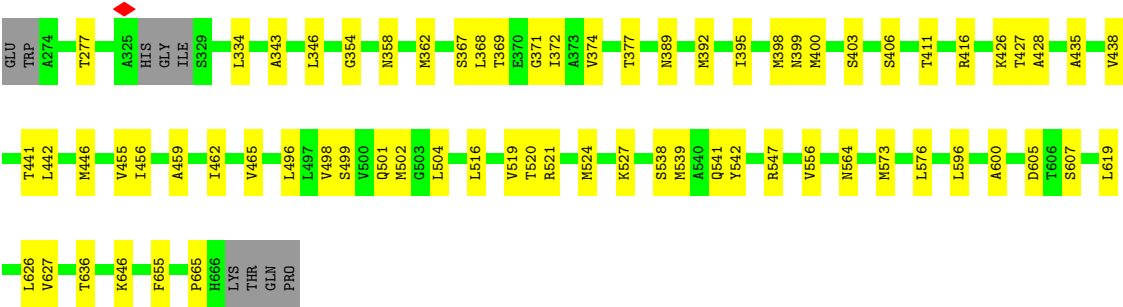 GLU TRP A274 T277 A325 HIS GLY ILE S329 L334 A343 L346 G354 N358 M362 S367 L368 T369 E370 G371 I372 A373 V374 T377 N389 M392 I395 M398 N399 M400 S403 S406 T411 R416 K426 T427 A428 A435 V438
T441 L442 M446 V455 I456 A459 I462 V465 L496 L497 V498 S499 V500 Q501 M502 G503 L504 L516 V519 T520 R521 M524 K527 S538 M539 A540 Q541 Y542 R547 V556 N564 M573 L576 L596 A600 D605 T606 S607 L619
L626 V627 T636 K646 F655 P665 H666 LYS THR GLN PRO